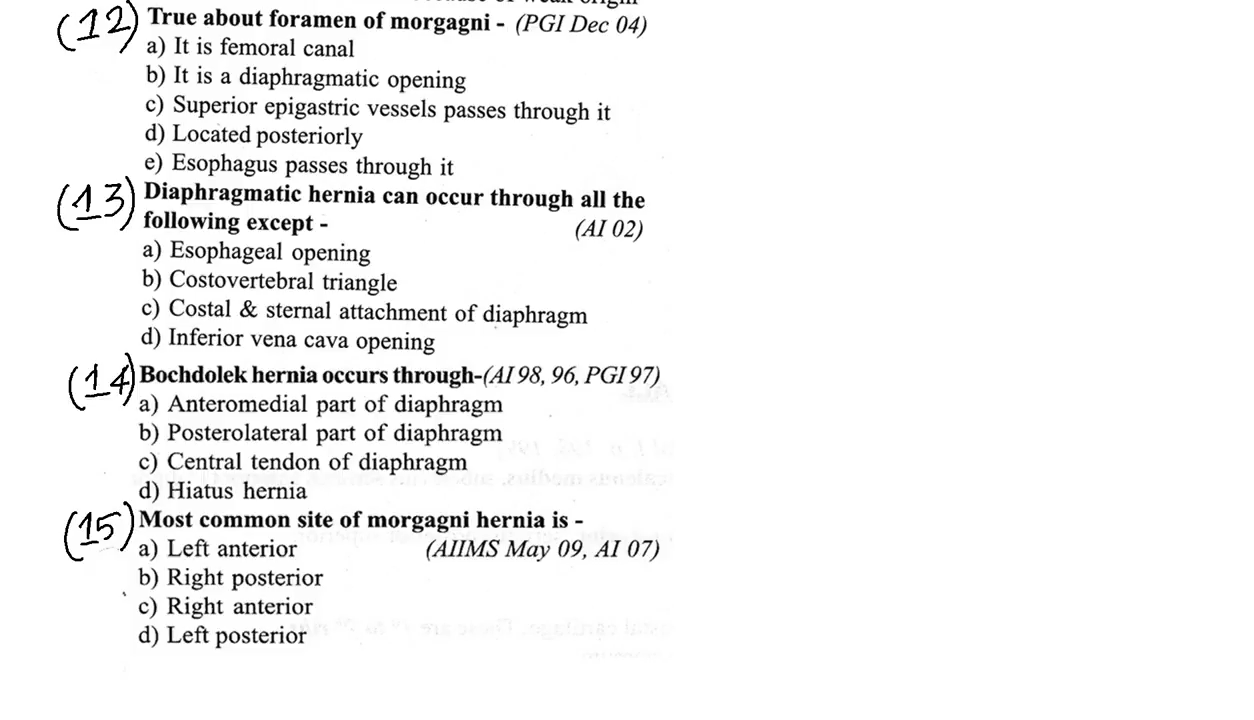 (12) True about foramen of morgagni - (PGI Dec 04)
a) It is femoral canal
b) It is a diaphragmatic opening
c) Superior epigastric vessels passes through it
d) Located posteriorly
e) Esophagus passes through it
(13) Diaphragmatic hernia can occur through all the
following except - (AI 02)
a) Esophageal opening
b) Costovertebral triangle
c) Costal & sternal attachment of diaphragm
d) Inferior vena cava opening
(14) Bochdolek hernia occurs through-(AI 98, 96, PGI 97)
a) Anteromedial part of diaphragm
b) Posterolateral part of diaphragm
c) Central tendon of diaphragm
d) Hiatus hernia
(15) Most common site of morgagni hernia is -
a) Left anterior (AIIMS May 09, AI 07)
b) Right posterior
c) Right anterior
d) Left posterior